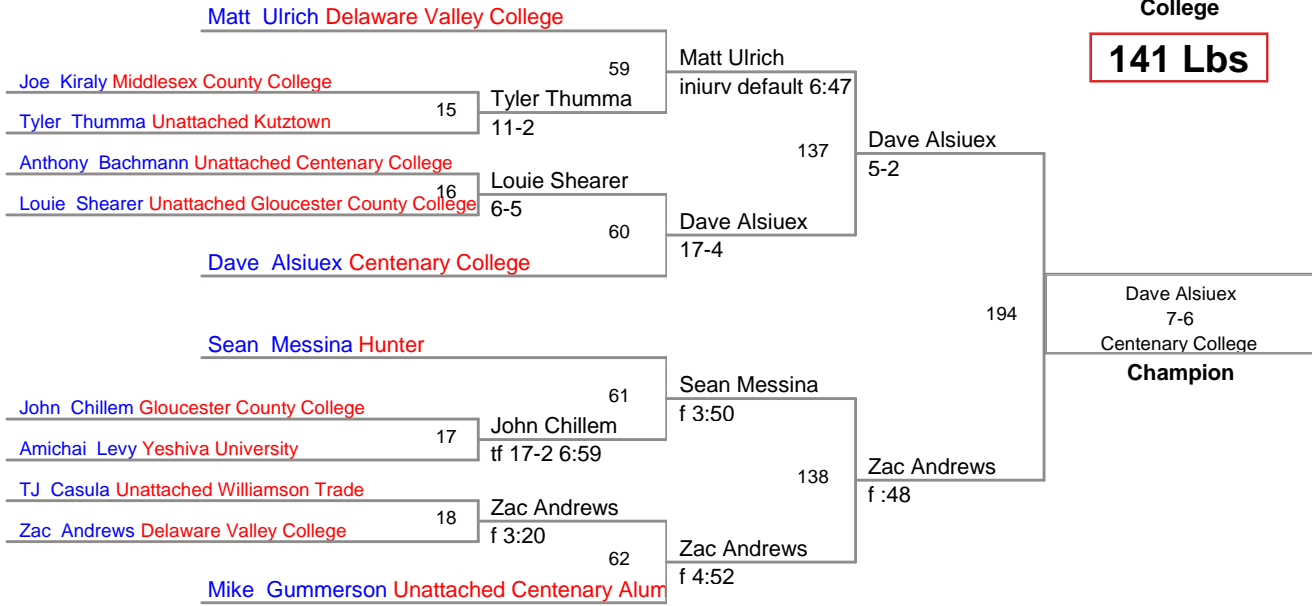 College
141 Lbs
Matt Ulrich Delaware Valley College
59
Matt Ulrich
iniurv default 6:47
Joe Kiraly Middlesex County College
15
Tyler Thumma
11-2
Tyler Thumma Unattached Kutztown
137
Dave Alsiuex
5-2
Anthony Bachmann Unattached Centenary College
16
Louie Shearer
6-5
Louie Shearer Unattached Gloucester County College
60
Dave Alsiuex
17-4
Dave Alsiuex Centenary College
194
Dave Alsiuex
7-6
Centenary College
Champion
Sean Messina Hunter
61
Sean Messina
f 3:50
John Chillem Gloucester County College
17
John Chillem
tf 17-2 6:59
Amichai Levy Yeshiva University
138
Zac Andrews
f :48
TJ Casula Unattached Williamson Trade
18
Zac Andrews
f 3:20
Zac Andrews Delaware Valley College
62
Zac Andrews
f 4:52
Mike Gummerson Unattached Centenary Alum